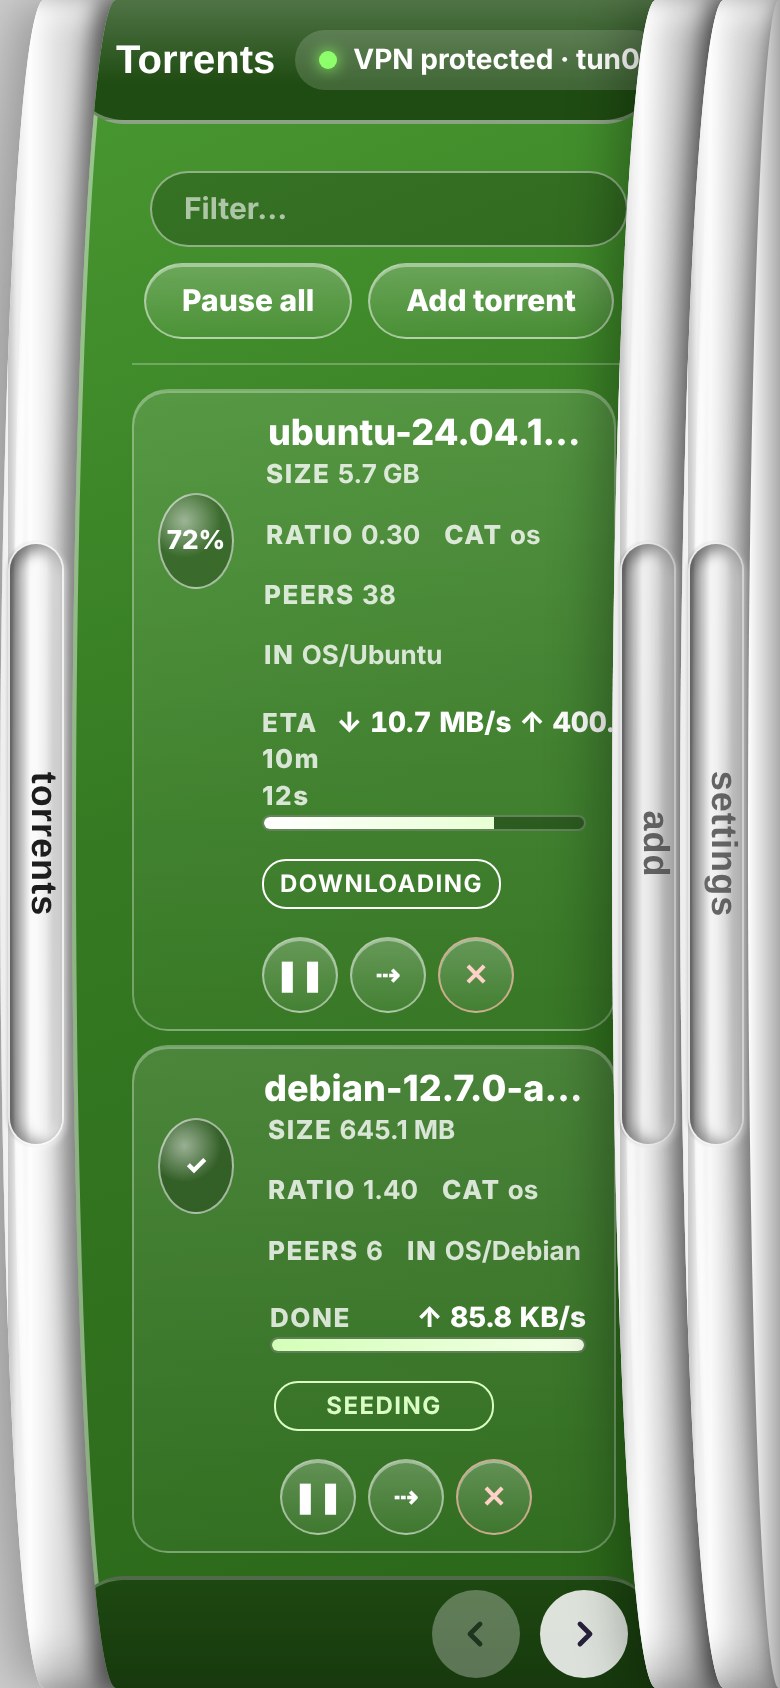 Torrents
VPN protected · tun0
Filter...
Pause all
Add torrent
ubuntu-24.04.1...
SIZE 5.7 GB
72%
RATIO 0.30 CAT os
PEERS 38
IN OS/Ubuntu
ETA ↓ 10.7 MB/s ↑ 400.
10m
12s
DOWNLOADING
debian-12.7.0-a...
SIZE 645.1 MB
RATIO 1.40 CAT os
PEERS 6 IN OS/Debian
DONE ↑ 85.8 KB/s
SEEDING
torrents
add
settings